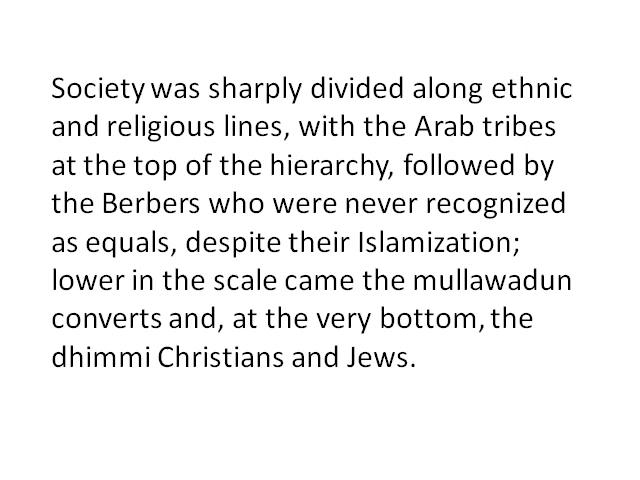 Society was sharply divided along ethnic
and religious lines, with the Arab tribes
at the top of the hierarchy, followed by
the Berbers who were never recognized
as equals, despite their Islamization;
lower in the scale came the mullawadun
converts and, at the very bottom, the
dhimmi Christians and Jews.